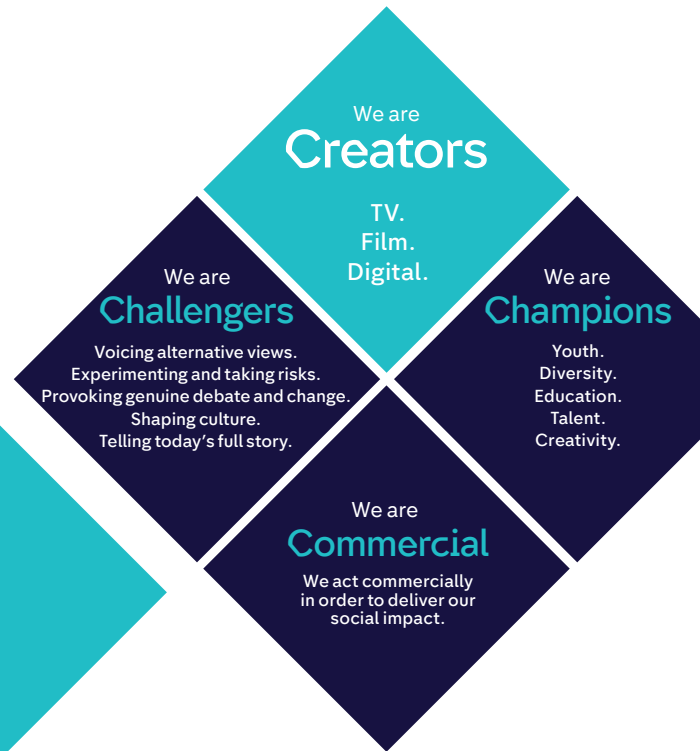 We are
Creators
TV.
Film.
Digital.
We are
Challengers
Voicing alternative views.
Experimenting and taking risks.
Provoking genuine debate and change.
Shaping culture.
Telling today's full story.
We are
Champions
Youth.
Diversity.
Education.
Talent.
Creativity.
We are
Commercial
We act commercially
in order to deliver our
social impact.